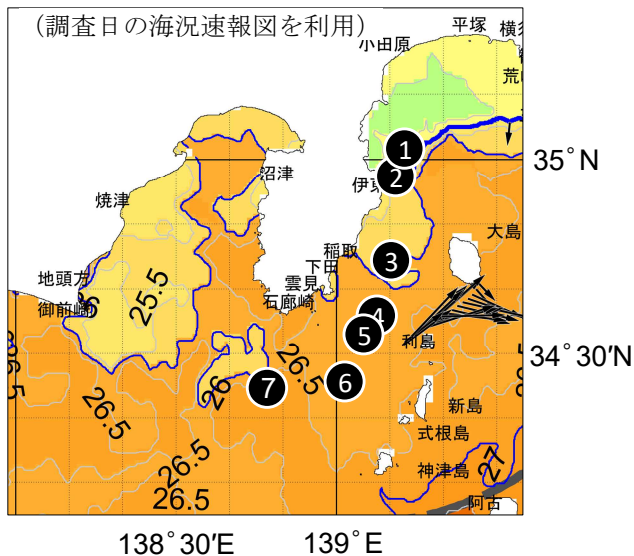 (調査日の海況速報図を利用)
平塚
横須
小田原
荒
1
35°N
2
伊東
沼津
焼津
大島
稲取
3
下田
雲見
地頭方
石廊崎
御前崎
26
25.5
4
5
利島
34°30′N
26.5
26
6
7
26.5
26.5
新島
式根島
26.5
神津島
27
26.5
阿古
138°30′E
139°E